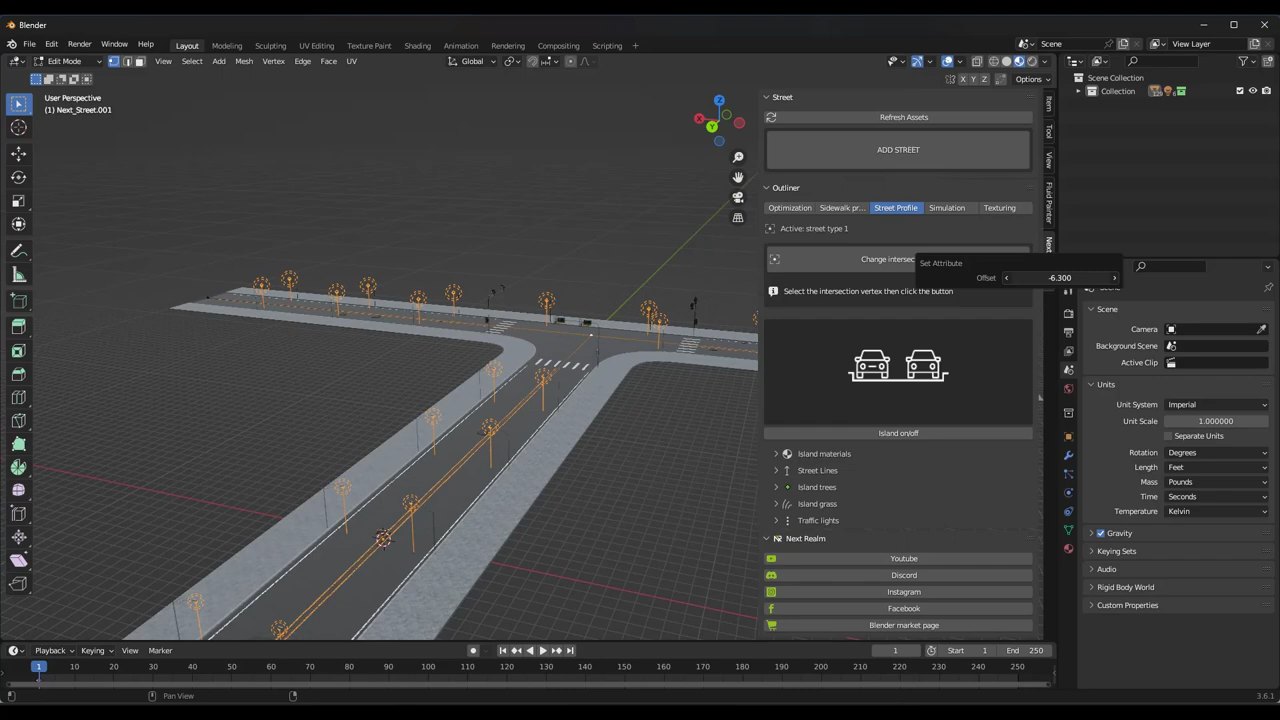 Blender
File Edit Render Window Help
Layout Modeling Sculpting UV Editing Texture Paint Shading Animation Rendering Compositing Scripting +
Scene
View Layer
Edit Mode
View Select Add Mesh Vertex Edge Face UV
Global
X Y Z
Options
User Perspective
(1) Next_Street.001
X
Y
Z
Street
Refresh Assets
ADD STREET
Outliner
Optimization Sidewalk pr... Street Profile Simulation Texturing
Active: street type 1
Change intersec
Select the intersection vertex then click the button
Set Attribute
Offset -6.300
Island on/off
Island materials
Street Lines
Island trees
Island grass
Traffic lights
Next Realm
Youtube
Discord
Instagram
Facebook
Blender market page
Item
Tool
View
Fluid Painter
Next
Scene Collection
Collection
Scene
Camera
Background Scene
Active Clip
Units
Unit System Imperial
Unit Scale 1.000000
Separate Units
Rotation Degrees
Length Feet
Mass Pounds
Time Seconds
Temperature Kelvin
Gravity
Keying Sets
Audio
Rigid Body World
Custom Properties
Playback Keying View Marker
1 Start 1 End 250
1 10 20 30 40 50 60 70 80 90 100 110 120 130 140 150 160 170 180 190 200 210 220 230 240 250
Pan View
3.6.1